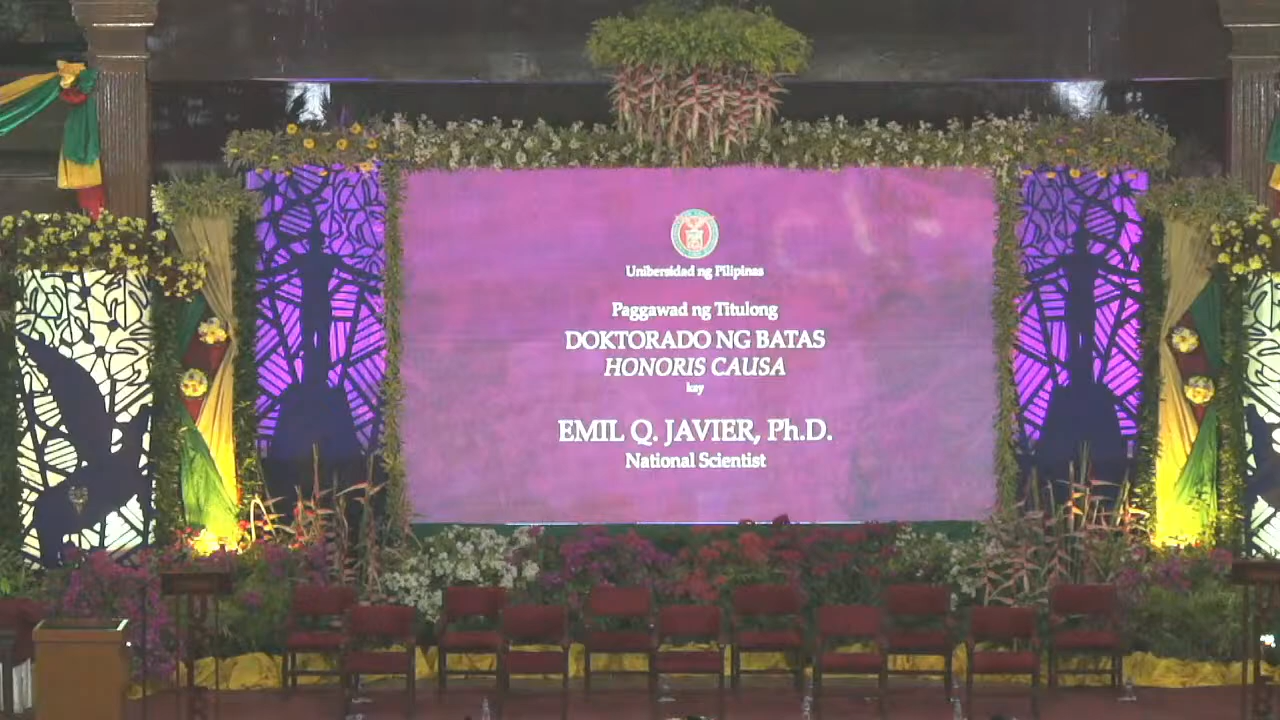 Unibersidad ng Pilipinas
Paggawad ng Titulong
DOKTORADO NG BATAS
HONORIS CAUSA
kay
EMIL Q. JAVIER, Ph.D.
National Scientist